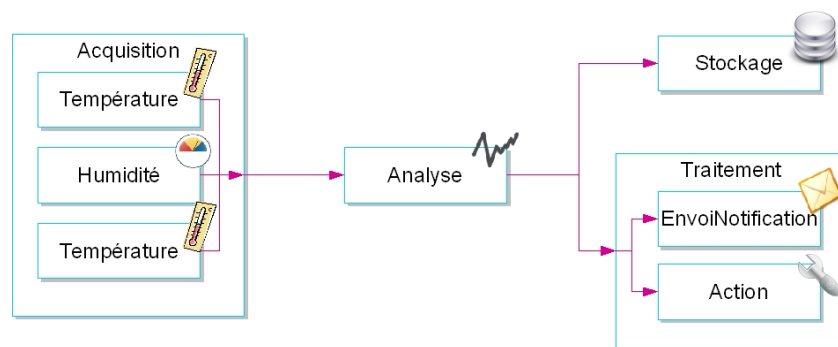 Acquisition
Température
Humidité
Température
Analyse
Stockage
Traitement
EnvoiNotification
Action